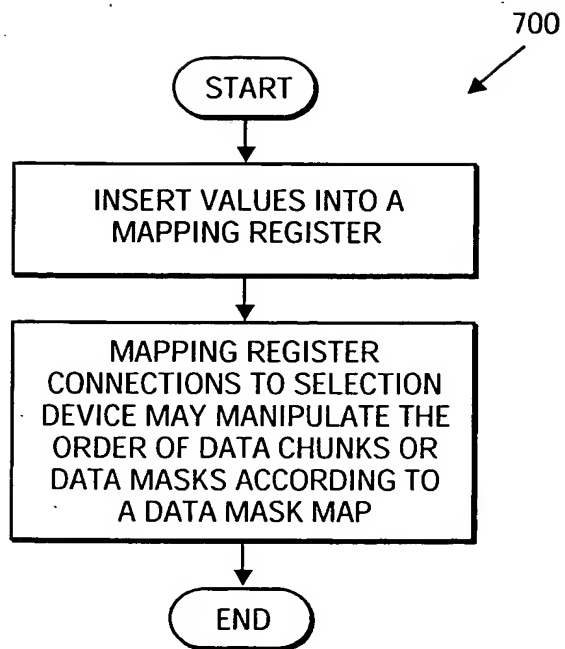 700
START
INSERT VALUES INTO A
MAPPING REGISTER
MAPPING REGISTER
CONNECTIONS TO SELECTION
DEVICE MAY MANIPULATE THE
ORDER OF DATA CHUNKS OR
DATA MASKS ACCORDING TO
A DATA MASK MAP
END